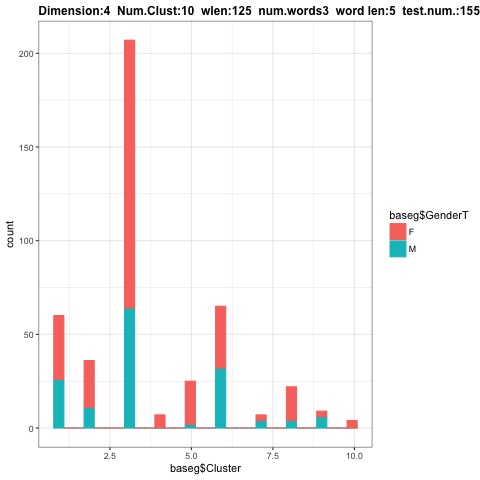 Dimension:4 Num.Clust:10 wlen:125 num.words3 word len:5 test.num.:155
200
150
100
50
0
count
2.5 5.0 7.5 10.0
baseg$Cluster
baseg$GenderT
F
M